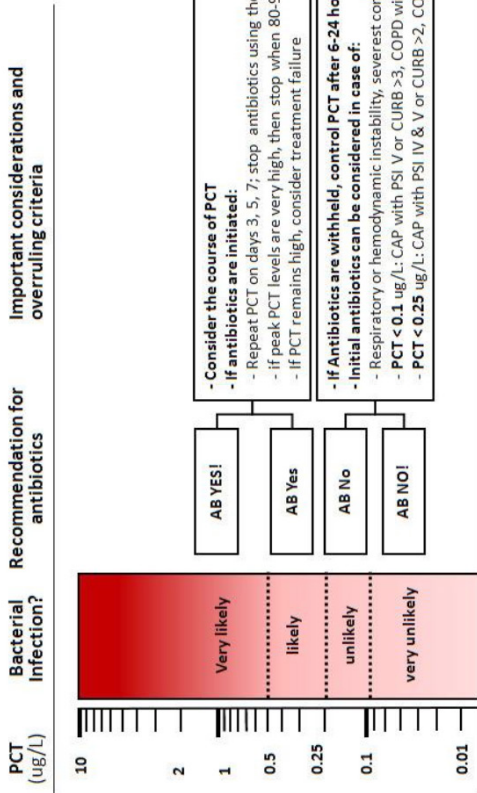 PCT
(ug/L)
Bacterial
Infection?
Recommendation for
antibiotics
Important considerations and
overruling criteria
10
2
1
0.5
0.25
0.1
0.01
Very likely
likely
unlikely
very unlikely
AB YES!
AB Yes
AB No
AB NO!
- Consider the course of PCT
- If antibiotics are initiated:
- Repeat PCT on days 3, 5, 7; stop antibiotics using the
- if peak PCT levels are very high, then stop when 80-9
- If PCT remains high, consider treatment failure
- If Antibiotics are withheld, control PCT after 6-24 ho
- Initial antibiotics can be considered in case of:
- Respiratory or hemodynamic instability, severest
- PCT < 0.1 ug/L: CAP with PSI V or CURB >3, COPD
- PCT < 0.25 ug/L: CAP with PSI IV & V or CURB >2,